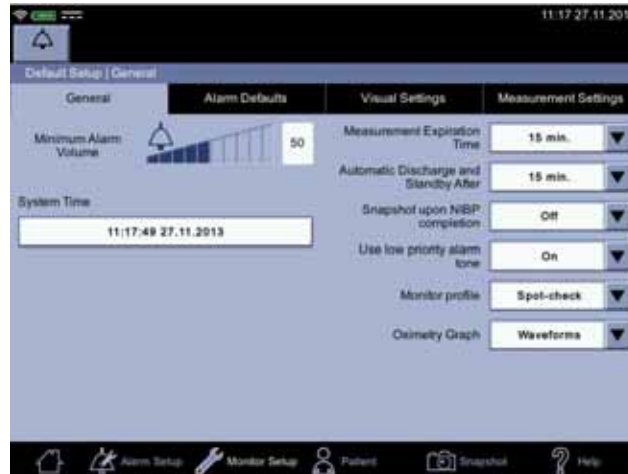 11:17 27.11.201
Default Setup | General
General
Alarm Defaults
Visual Settings
Measurement Settings
Minimum Alarm
Volume
50
System Time
11:17:49 27.11.2013
Measurement Expiration
Time
15 min.
Automatic Discharge and
Standby After
15 min.
Snapshot upon NIBP
completion
Off
Use low priority alarm
tone
On
Monitor profile
Spot-check
Oximetry Graph
Waveforms
Alarm Setup
Monitor Setup
Patient
Snapshot
Help